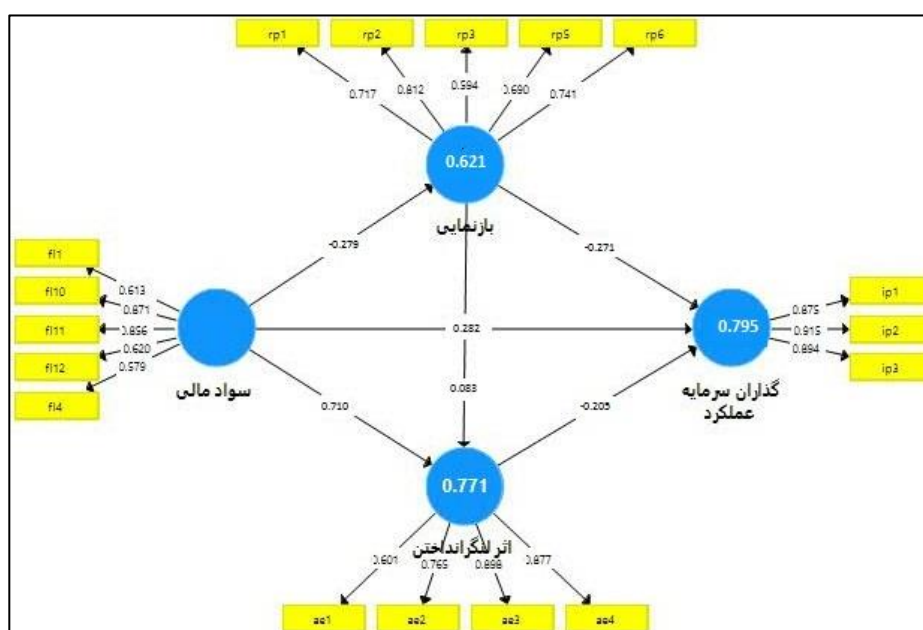 rp1 rp2 rp3 rp5 rp6
0.717 0.812 0.594 0.690 0.741
0.621
بازنمایی
-0.279
-0.271
fl1
fl10
fl11
fl12
fl4
0.613
0.871
0.856
0.620
0.579
سواد مالی
0.282
0.083
0.795
گذاران سرمایه
عملکرد
0.875
0.915
0.894
ip1
ip2
ip3
0.710
-0.205
0.771
اثر لنگرانداختن
0.601 0.765 0.898 0.877
ae1 ae2 ae3 ae4